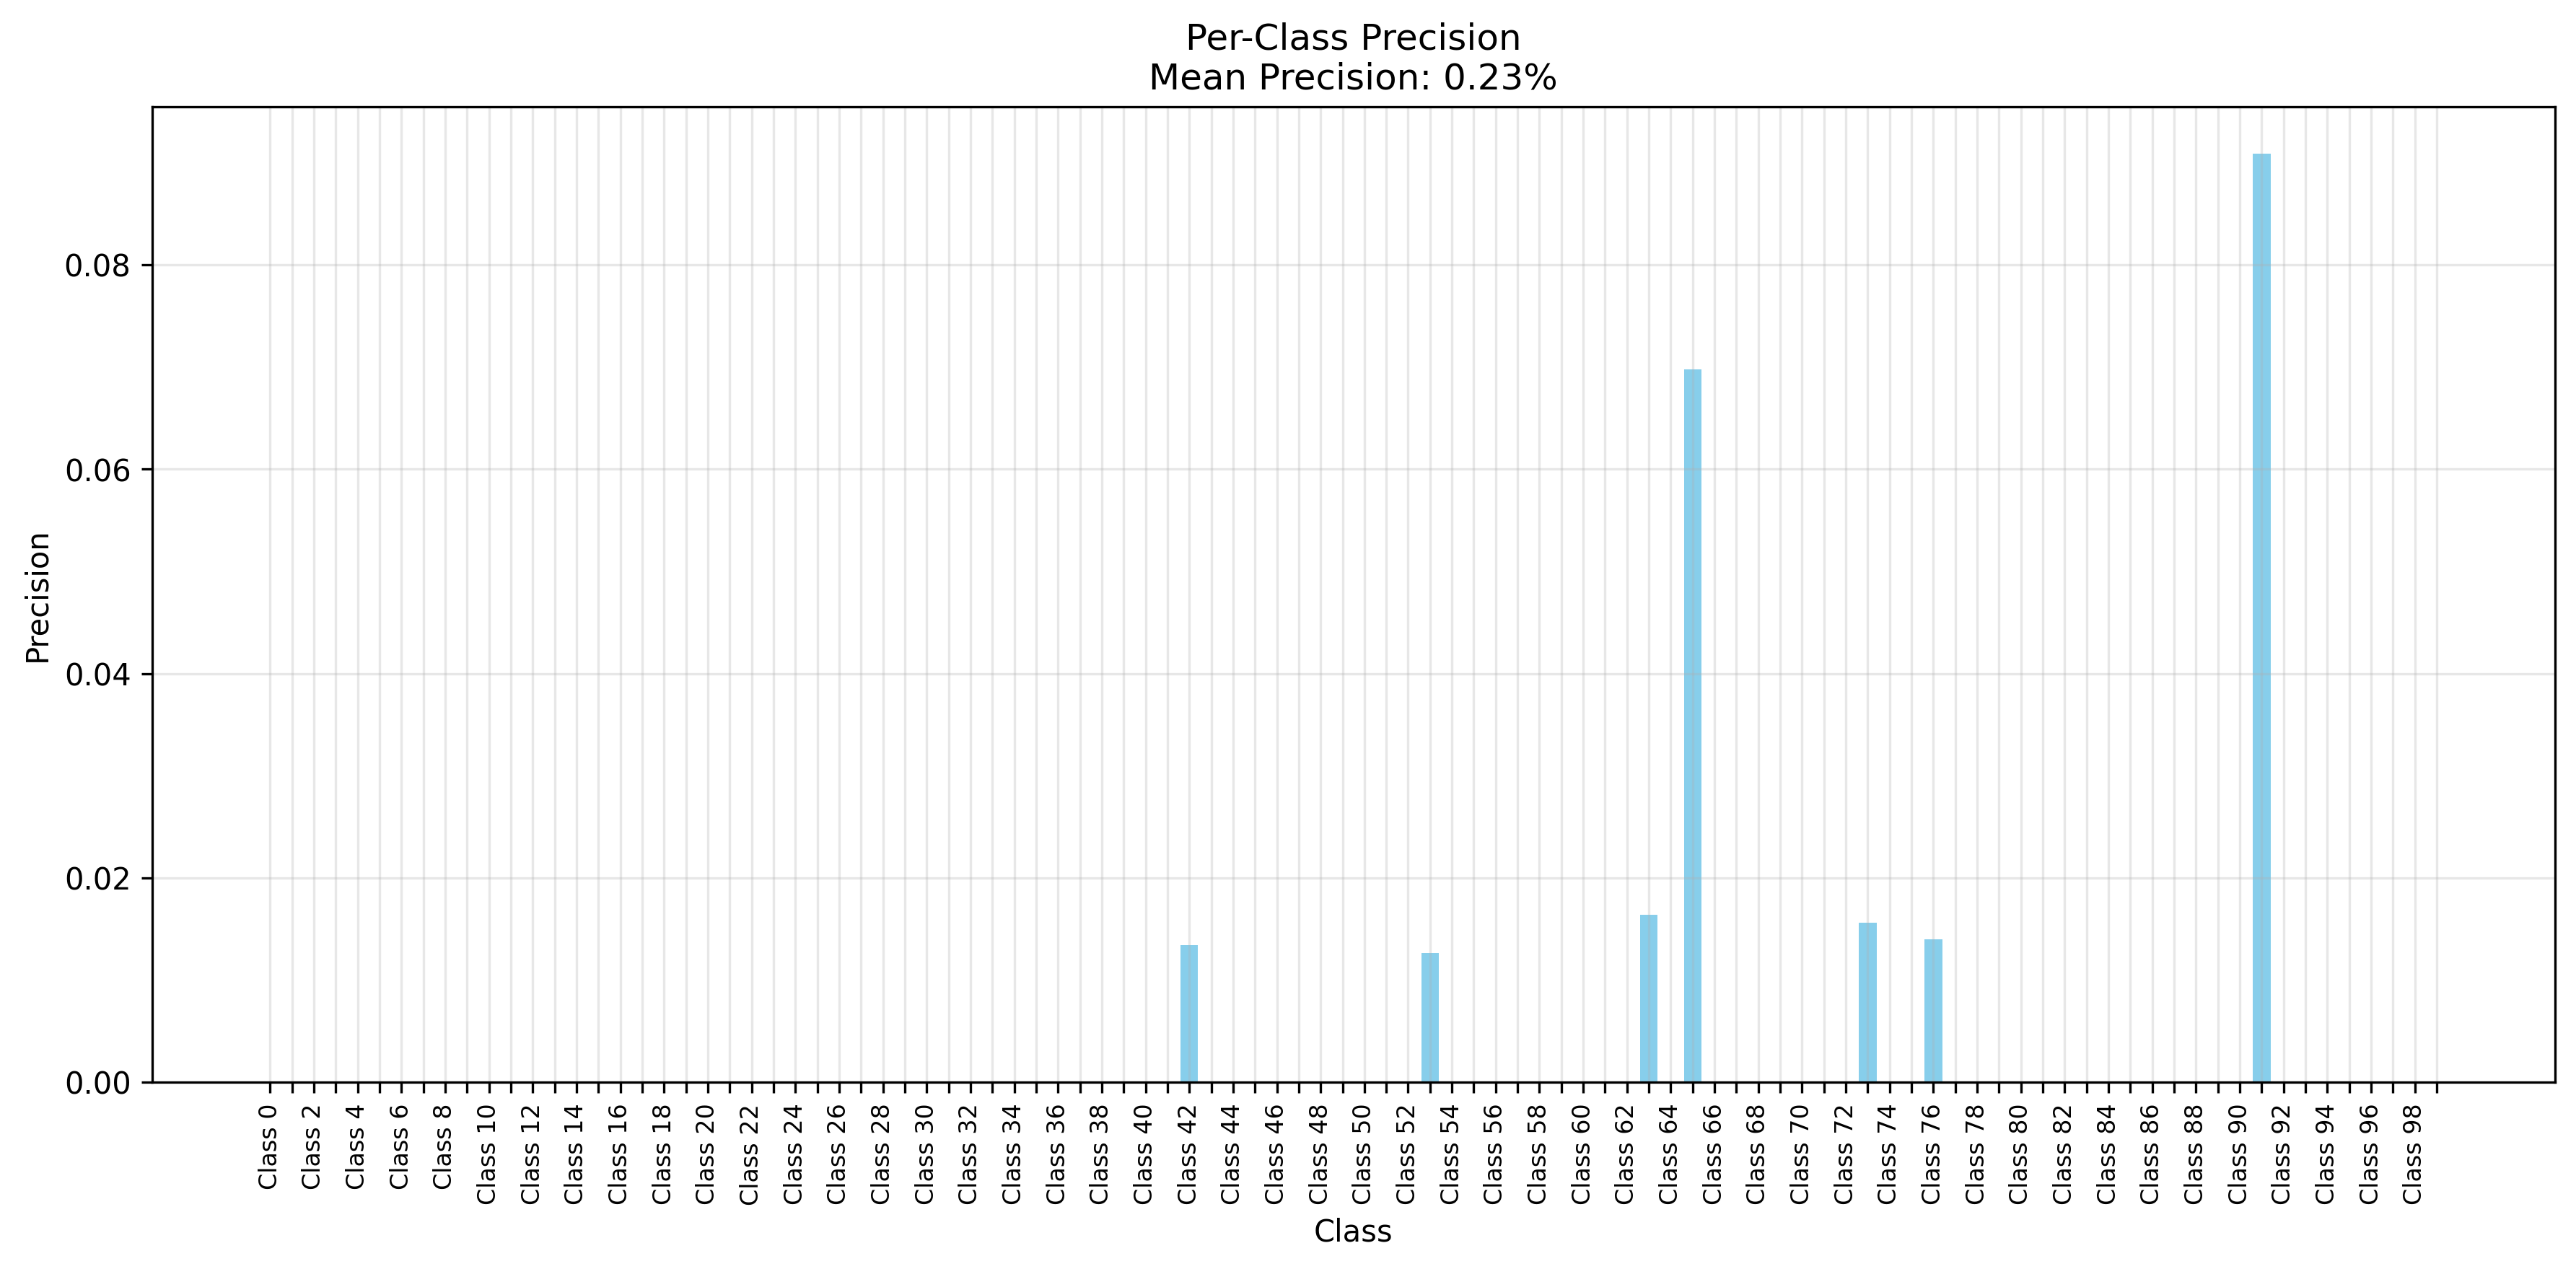 Per-Class Precision
Mean Precision: 0.23%
Precision
0.08
0.06
0.04
0.02
0.00
Class 0
Class 2
Class 4
Class 6
Class 8
Class 10
Class 12
Class 14
Class 16
Class 18
Class 20
Class 22
Class 24
Class 26
Class 28
Class 30
Class 32
Class 34
Class 36
Class 38
Class 40
Class 42
Class 44
Class 46
Class 48
Class 50
Class 52
Class 54
Class 56
Class 58
Class 60
Class 62
Class 64
Class 66
Class 68
Class 70
Class 72
Class 74
Class 76
Class 78
Class 80
Class 82
Class 84
Class 86
Class 88
Class 90
Class 92
Class 94
Class 96
Class 98
Class